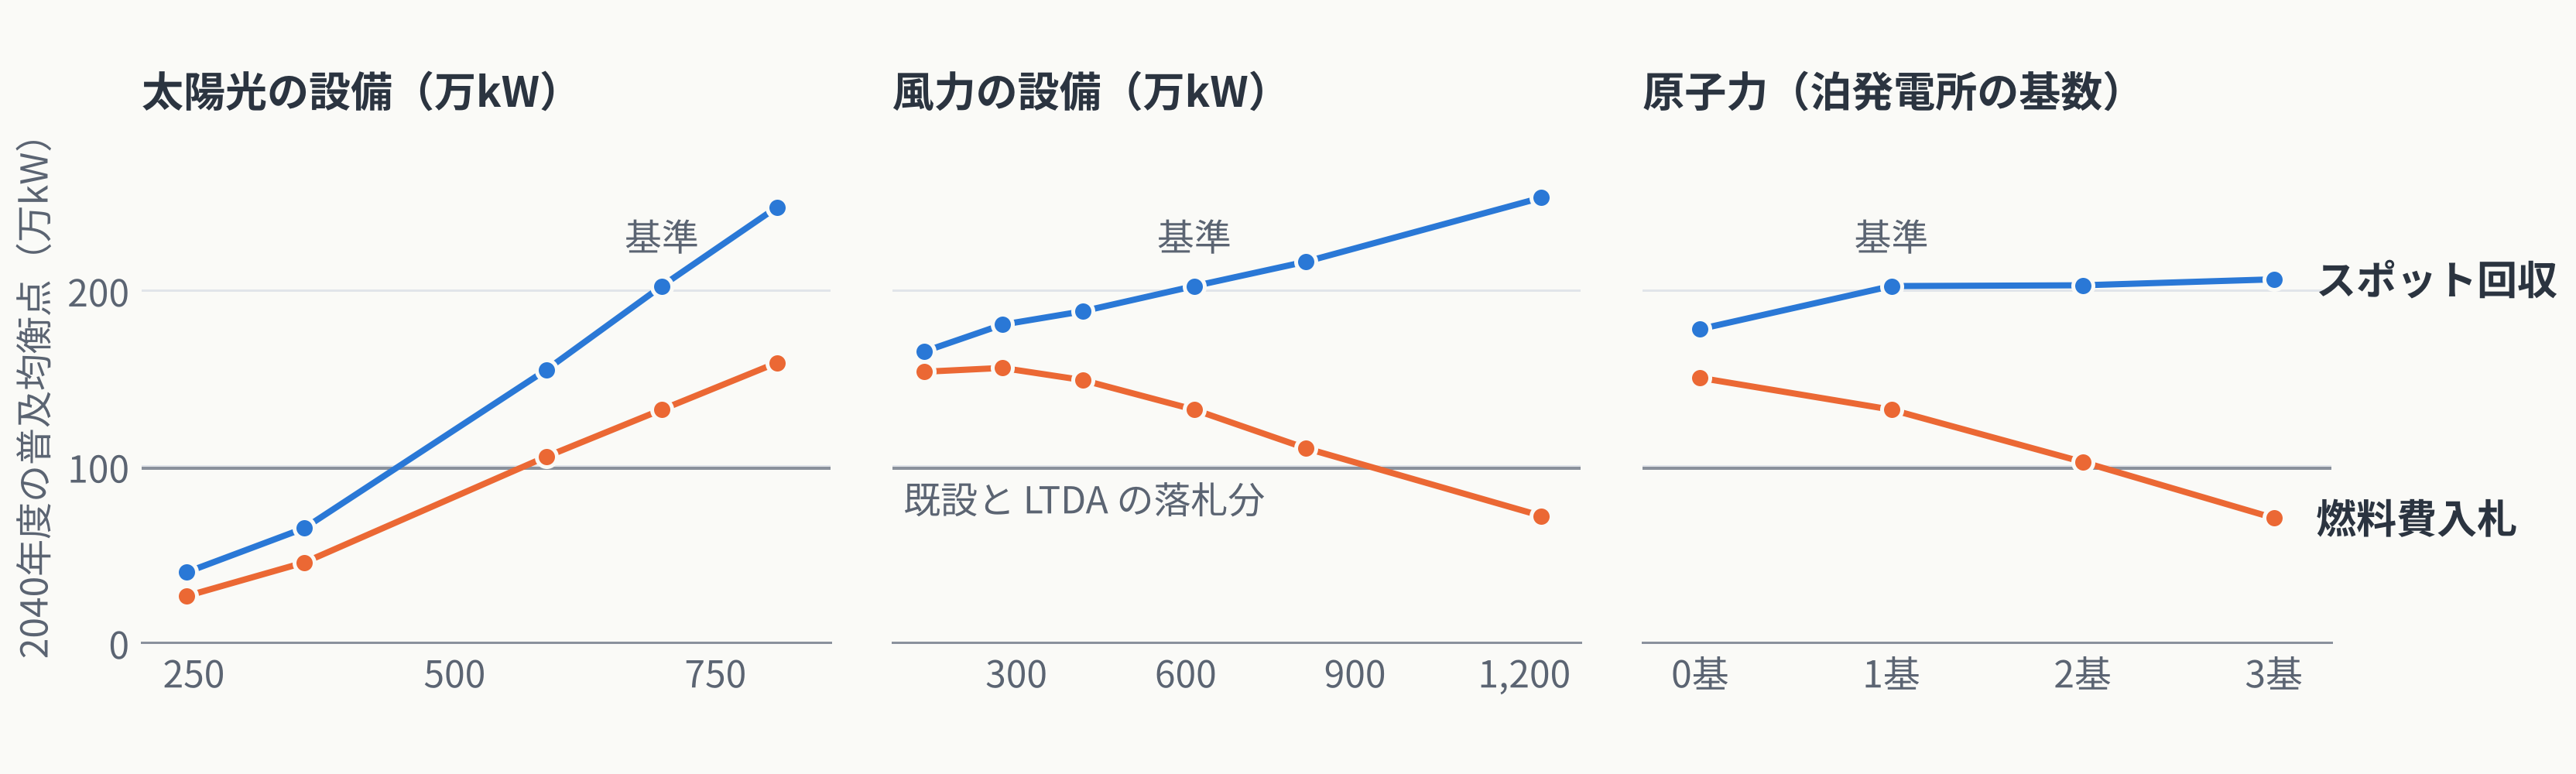 太陽光の設備（万kW）
風力の設備（万kW）
原子力（泊発電所の基数）
2040年度の普及均衡点（万kW）
200
100
0
基準
250
500
750
基準
既設と LTDA の落札分
300
600
900
1,200
基準
0基
1基
2基
3基
スポット回収
燃料費入札